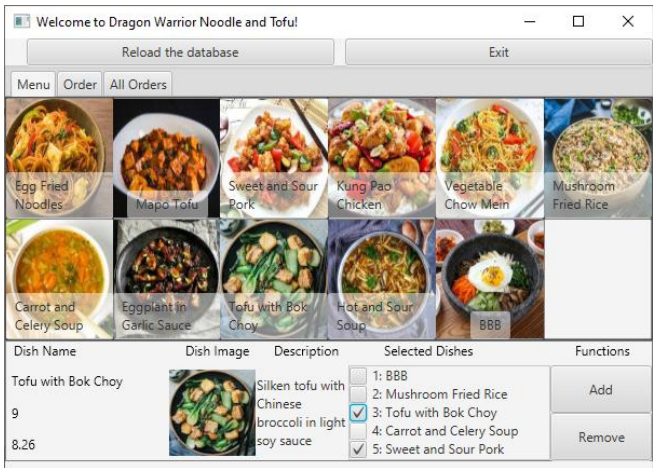 Welcome to Dragon Warrior Noodle and Tofu!
Reload the database
Exit
Menu
Order
All Orders
Egg Fried
Noodles
Mapo Tofu
Sweet and Sour
Pork
Kung Pao
Chicken
Vegetable
Chow Mein
Mushroom
Fried Rice
Carrot and
Celery Soup
Eggplant in
Garlic Sauce
Tofu with Bok
Choy
Hot and Sour
Soup
BBB
Dish Name
Dish Image
Description
Selected Dishes
Functions
Tofu with Bok Choy
9
8.26
Silken tofu with
Chinese
broccoli in light
soy sauce
1: BBB
2: Mushroom Fried Rice
3: Tofu with Bok Choy
4: Carrot and Celery Soup
5: Sweet and Sour Pork
Add
Remove